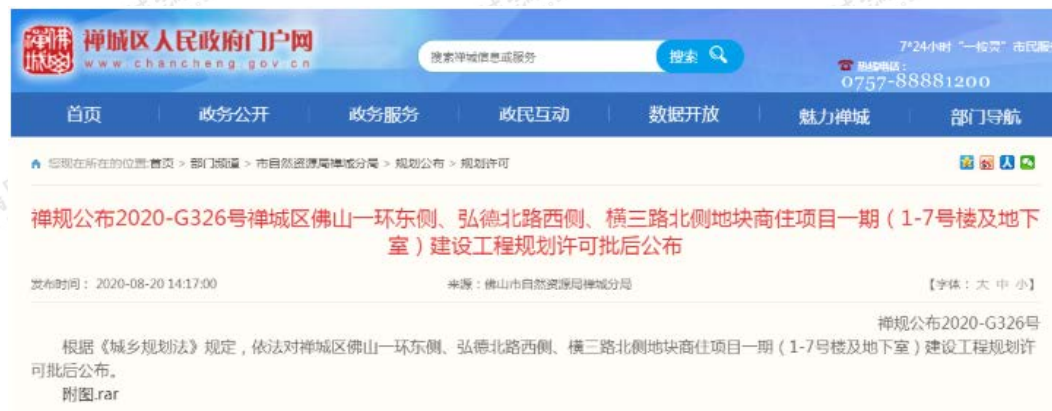 禅城区人民政府门户网
www.chancheng.gov.cn
搜索禅城信息或服务
搜索
7*24小时 "一按灵" 市民服
热线电话:
0757-88881200
首页 政务公开 政务服务 政民互动 数据开放 魅力禅城 部门导航
您现在所在的位置:首页 > 部门频道 > 市自然资源局禅城分局 > 规划公布 > 规划许可
禅规公布2020-G326号禅城区佛山一环东侧、弘德北路西侧、横三路北侧地块商住项目一期(1-7号楼及地下
室)建设工程规划许可批后公布
发布时间: 2020-08-20 14:17:00 来源:佛山市自然资源局禅城分局 【字体:大 中 小】
禅规公布2020-G326号
根据《城乡规划法》规定,依法对禅城区佛山一环东侧、弘德北路西侧、横三路北侧地块商住项目一期(1-7号楼及地下室)建设工程规划许
可批后公布。
附图.rar